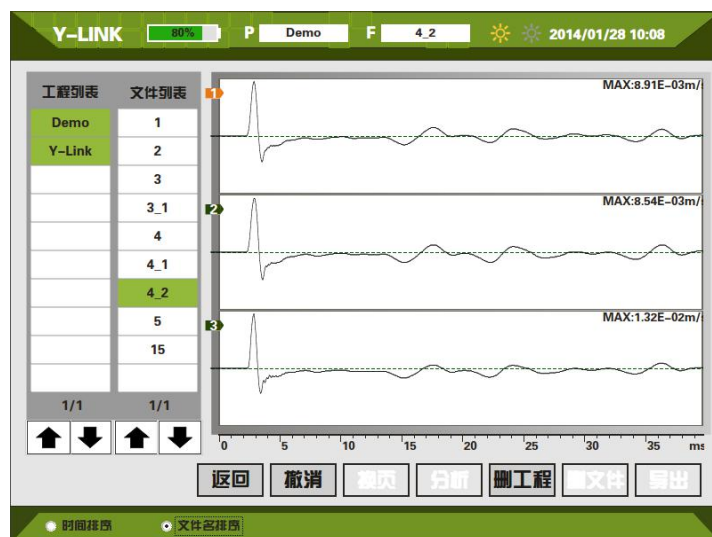 Y-LINK 80% P Demo F 4_2 2014/01/28 10:08
工程列表 文件列表
Demo
Y-Link
1
2
3
3_1
4
4_1
4_2
5
15
1/1 1/1
1 MAX:8.91E-03m/s
2 MAX:8.54E-03m/s
3 MAX:1.32E-02m/s
0 5 10 15 20 25 30 35 ms
返回 撤消 换页 分析 删工程 删文件 导出
时间排序 文件名排序